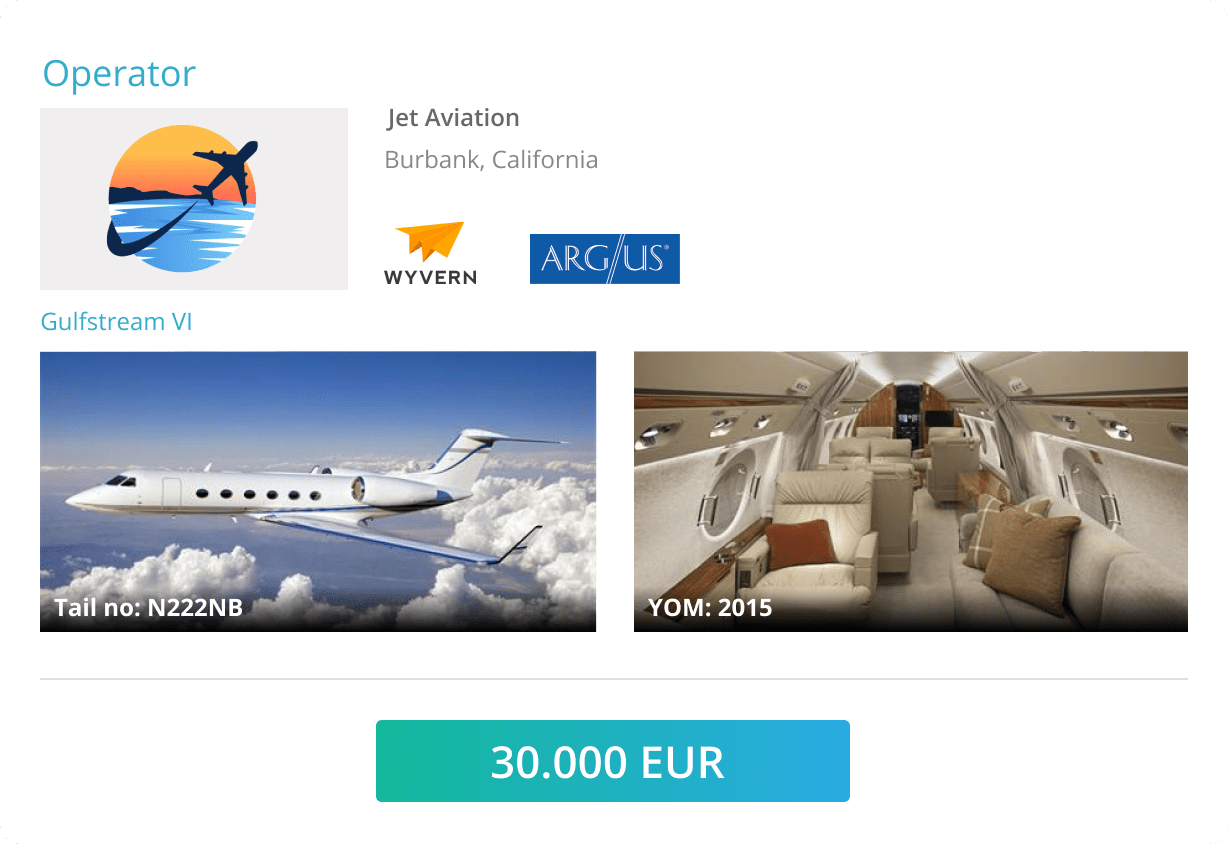 Operator
Jet Aviation
Burbank, California
WYVERN
ARG/US®
Gulfstream VI
Tail no: N222NB
YOM: 2015
30.000 EUR